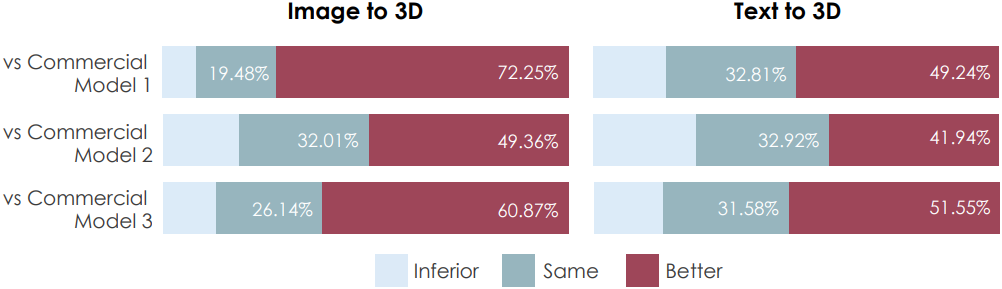 Image to 3D Text to 3D
vs Commercial
Model 1
19.48% 72.25% 32.81% 49.24%
vs Commercial
Model 2
32.01% 49.36% 32.92% 41.94%
vs Commercial
Model 3
26.14% 60.87% 31.58% 51.55%
Inferior Same Better